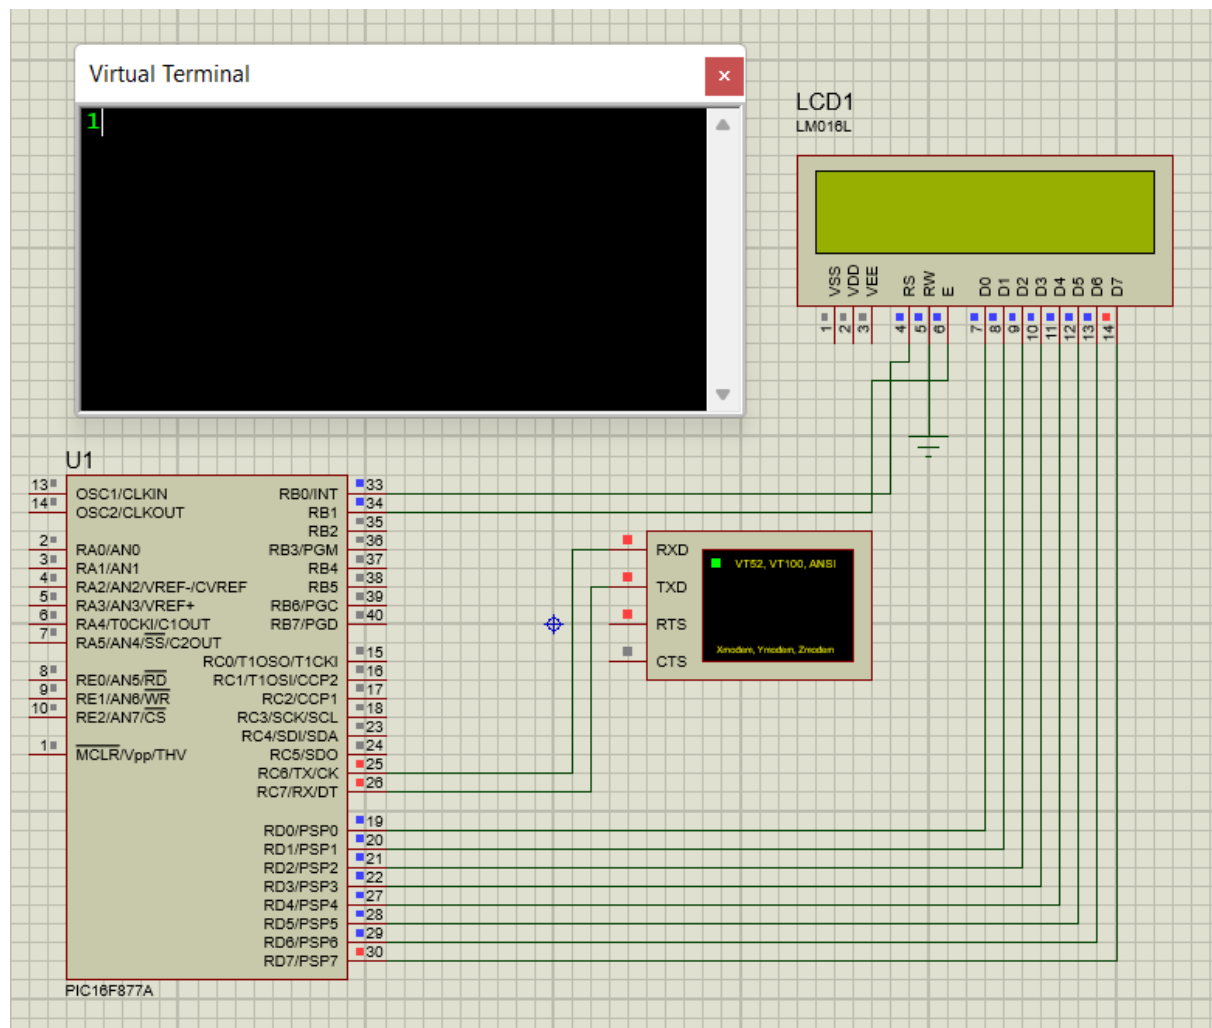 Virtual Terminal
1
LCD1
LM016L
VSS
VDD
VEE
RS
RW
E
D0
D1
D2
D3
D4
D5
D6
D7
1
2
3
4
5
6
7
8
9
10
11
12
13
14
U1
13 OSC1/CLKIN RB0/INT 33
14 OSC2/CLKOUT RB1 34
RB2 35
2 RA0/AN0 RB3/PGM 36
3 RA1/AN1 RB4 37
4 RA2/AN2/VREF-/CVREF RB5 38
5 RA3/AN3/VREF+ RB6/PGC 39
6 RA4/T0CKI/C1OUT RB7/PGD 40
7 RA5/AN4/SS/C2OUT
RC0/T1OSO/T1CKI 15
8 RE0/AN5/RD RC1/T1OSI/CCP2 16
9 RE1/AN6/WR RC2/CCP1 17
10 RE2/AN7/CS RC3/SCK/SCL 18
RC4/SDI/SDA 23
1 MCLR/Vpp/THV RC5/SDO 24
RC6/TX/CK 25
RC7/RX/DT 26
RD0/PSP0 19
RD1/PSP1 20
RD2/PSP2 21
RD3/PSP3 22
RD4/PSP4 27
RD5/PSP5 28
RD6/PSP6 29
RD7/PSP7 30
PIC16F877A
RXD
TXD
RTS
CTS
VT52, VT100, ANSI
Xmodem, Ymodem, Zmodem